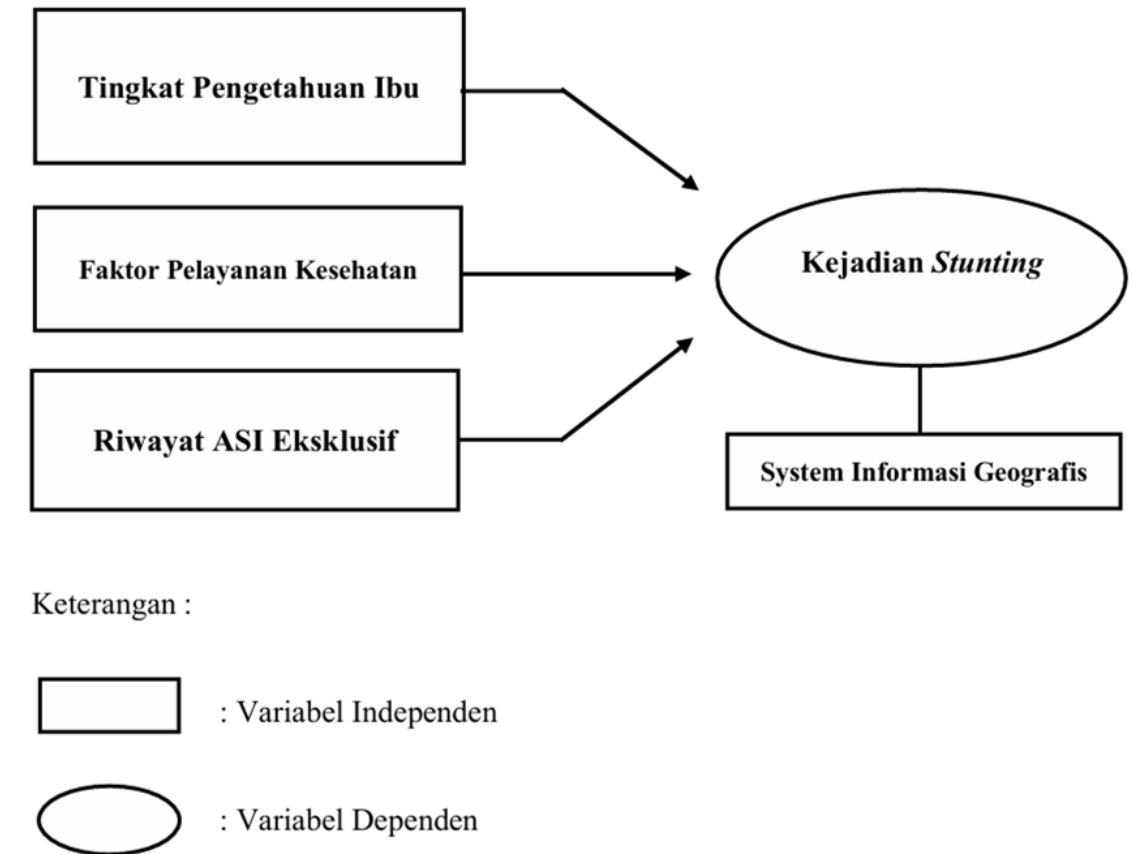 Tingkat Pengetahuan Ibu
Faktor Pelayanan Kesehatan
Riwayat ASI Eksklusif
Kejadian Stunting
System Informasi Geografis
Keterangan :
: Variabel Independen
: Variabel Dependen